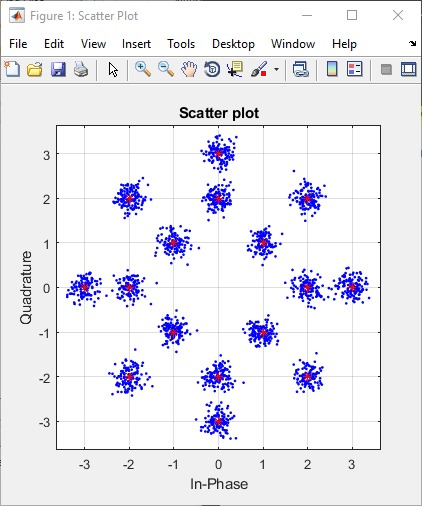 Figure 1: Scatter Plot
File Edit View Insert Tools Desktop Window Help
Scatter plot
3
2
1
0
-1
-2
-3
Quadrature
-3 -2 -1 0 1 2 3
In-Phase